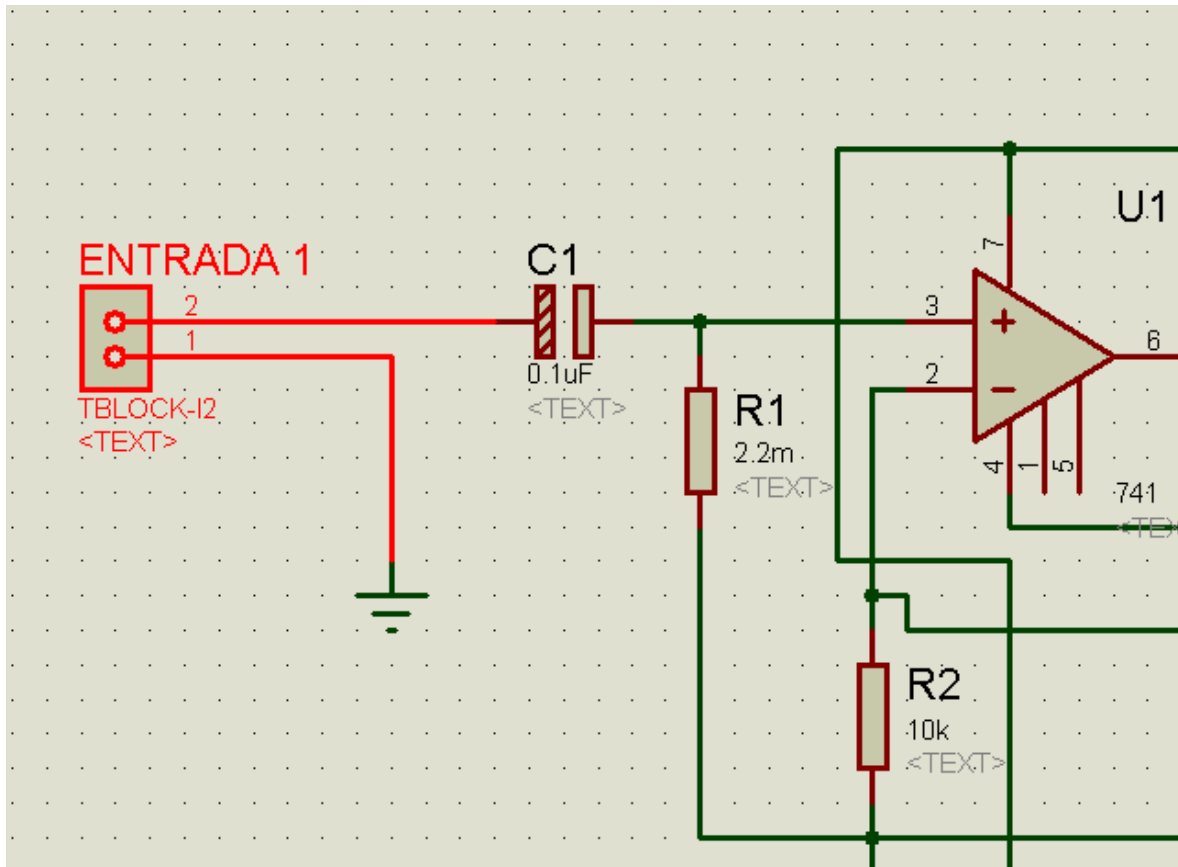 U1
7
ENTRADA 1
C1
2
3
6
1
0.1uF
<TEXT>
2
TBLOCK-I2
<TEXT>
R1
2.2m
<TEXT>
4
1
5
741
<TEX
R2
10k
<TEXT>